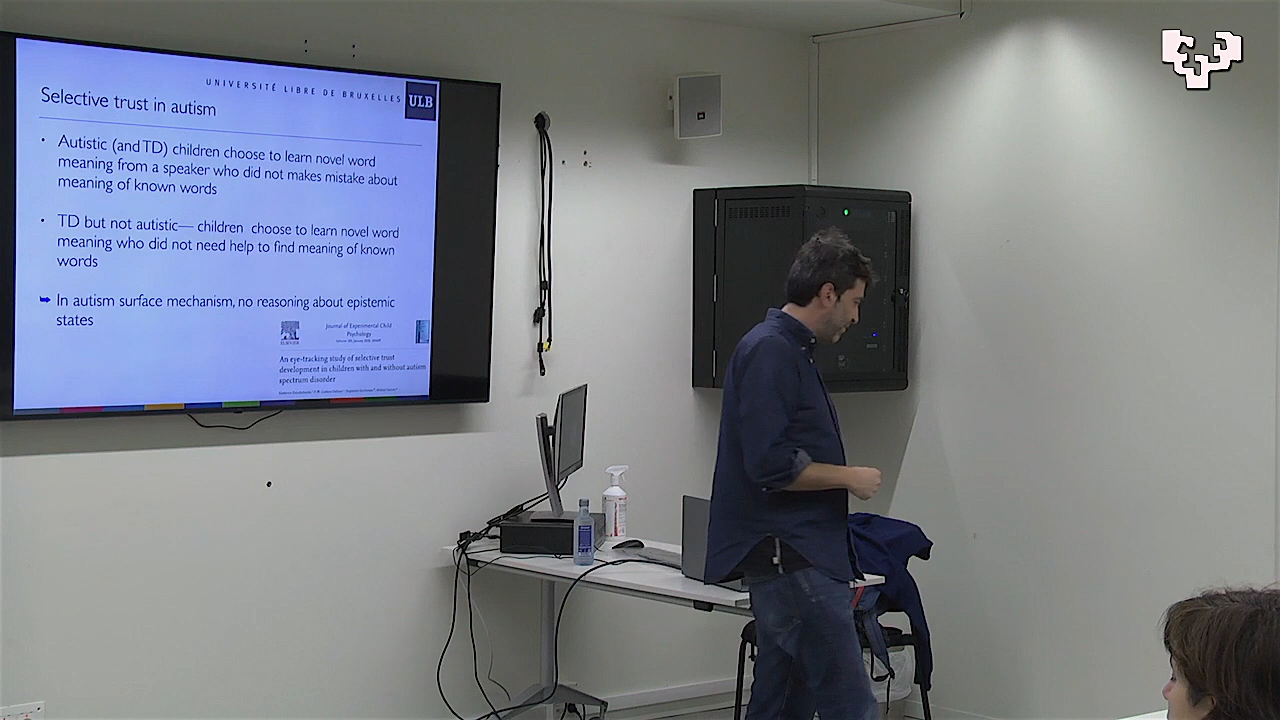 UNIVERSITÉ LIBRE DE BRUXELLES
ULB
Selective trust in autism
• Autistic (and TD) children choose to learn novel word
meaning from a speaker who did not makes mistake about
meaning of known words
• TD but not autistic— children choose to learn novel word
meaning who did not need help to find meaning of known
words
➥ In autism surface mechanism, no reasoning about epistemic
states
Journal of Experimental Child
Psychology
ELSEVIER
An eye-tracking study of selective trust
development in children with and without autism
spectrum disorder